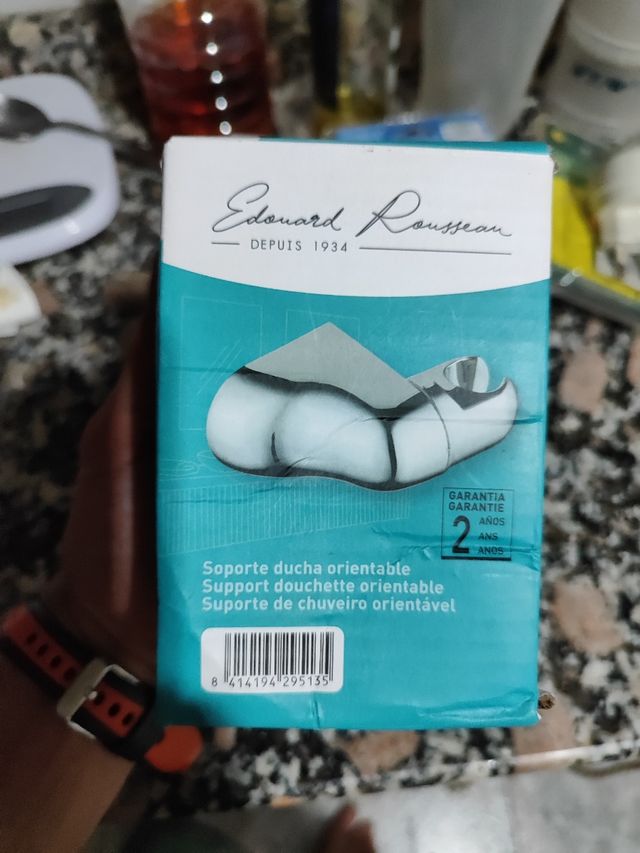 Edouard Rousseau
DEPUIS 1934
GARANTIA
GARANTIE
2 AÑOS
ANS
ANOS
Soporte ducha orientable
Support douchette orientable
Suporte de chuveiro orientável
8 414194 295135